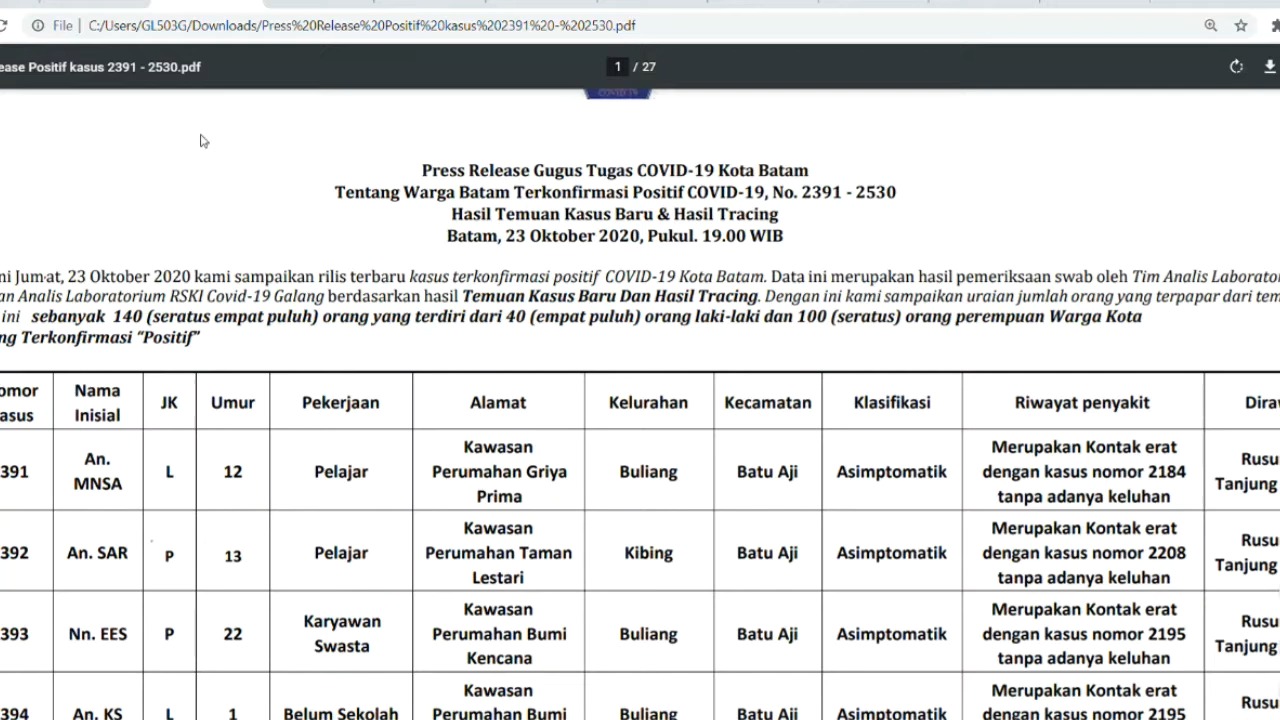 File | C:/Users/GL503G/Downloads/Press%20Release%20Positif%20kasus%202391%20-%202530.pdf
ease Positif kasus 2391 - 2530.pdf
1 / 27
COVID 19
Press Release Gugus Tugas COVID-19 Kota Batam
Tentang Warga Batam Terkonfirmasi Positif COVID-19, No. 2391 - 2530
Hasil Temuan Kasus Baru & Hasil Tracing
Batam, 23 Oktober 2020, Pukul. 19.00 WIB
ni Jumat, 23 Oktober 2020 kami sampaikan rilis terbaru kasus terkonfirmasi positif COVID-19 Kota Batam. Data ini merupakan hasil pemeriksaan swab oleh Tim Analis Laborato
an Analis Laboratorium RSKI Covid-19 Galang berdasarkan hasil Temuan Kasus Baru Dan Hasil Tracing. Dengan ini kami sampaikan uraian jumlah orang yang terpapar dari tem
ini sebanyak 140 (seratus empat puluh) orang yang terdiri dari 40 (empat puluh) orang laki-laki dan 100 (seratus) orang perempuan Warga Kota
ng Terkonfirmasi "Positif"
omor asus | Nama Inisial | JK | Umur | Pekerjaan | Alamat | Kelurahan | Kecamatan | Klasifikasi | Riwayat penyakit | Diraw
391 | An. MNSA | L | 12 | Pelajar | Kawasan Perumahan Griya Prima | Buliang | Batu Aji | Asimptomatik | Merupakan Kontak erat dengan kasus nomor 2184 tanpa adanya keluhan | Rusu Tanjung
392 | An. SAR | P | 13 | Pelajar | Kawasan Perumahan Taman Lestari | Kibing | Batu Aji | Asimptomatik | Merupakan Kontak erat dengan kasus nomor 2208 tanpa adanya keluhan | Rusu Tanjung
393 | Nn. EES | P | 22 | Karyawan Swasta | Kawasan Perumahan Bumi Kencana | Buliang | Batu Aji | Asimptomatik | Merupakan Kontak erat dengan kasus nomor 2195 tanpa adanya keluhan | Rusu Tanjung
394 | An. KS | L | 1 | Belum Sekolah | Kawasan Perumahan Bumi | Buliang | Batu Aji | Asimptomatik | Merupakan Kontak erat dengan kasus nomor 2195 | Rusu Tanjung